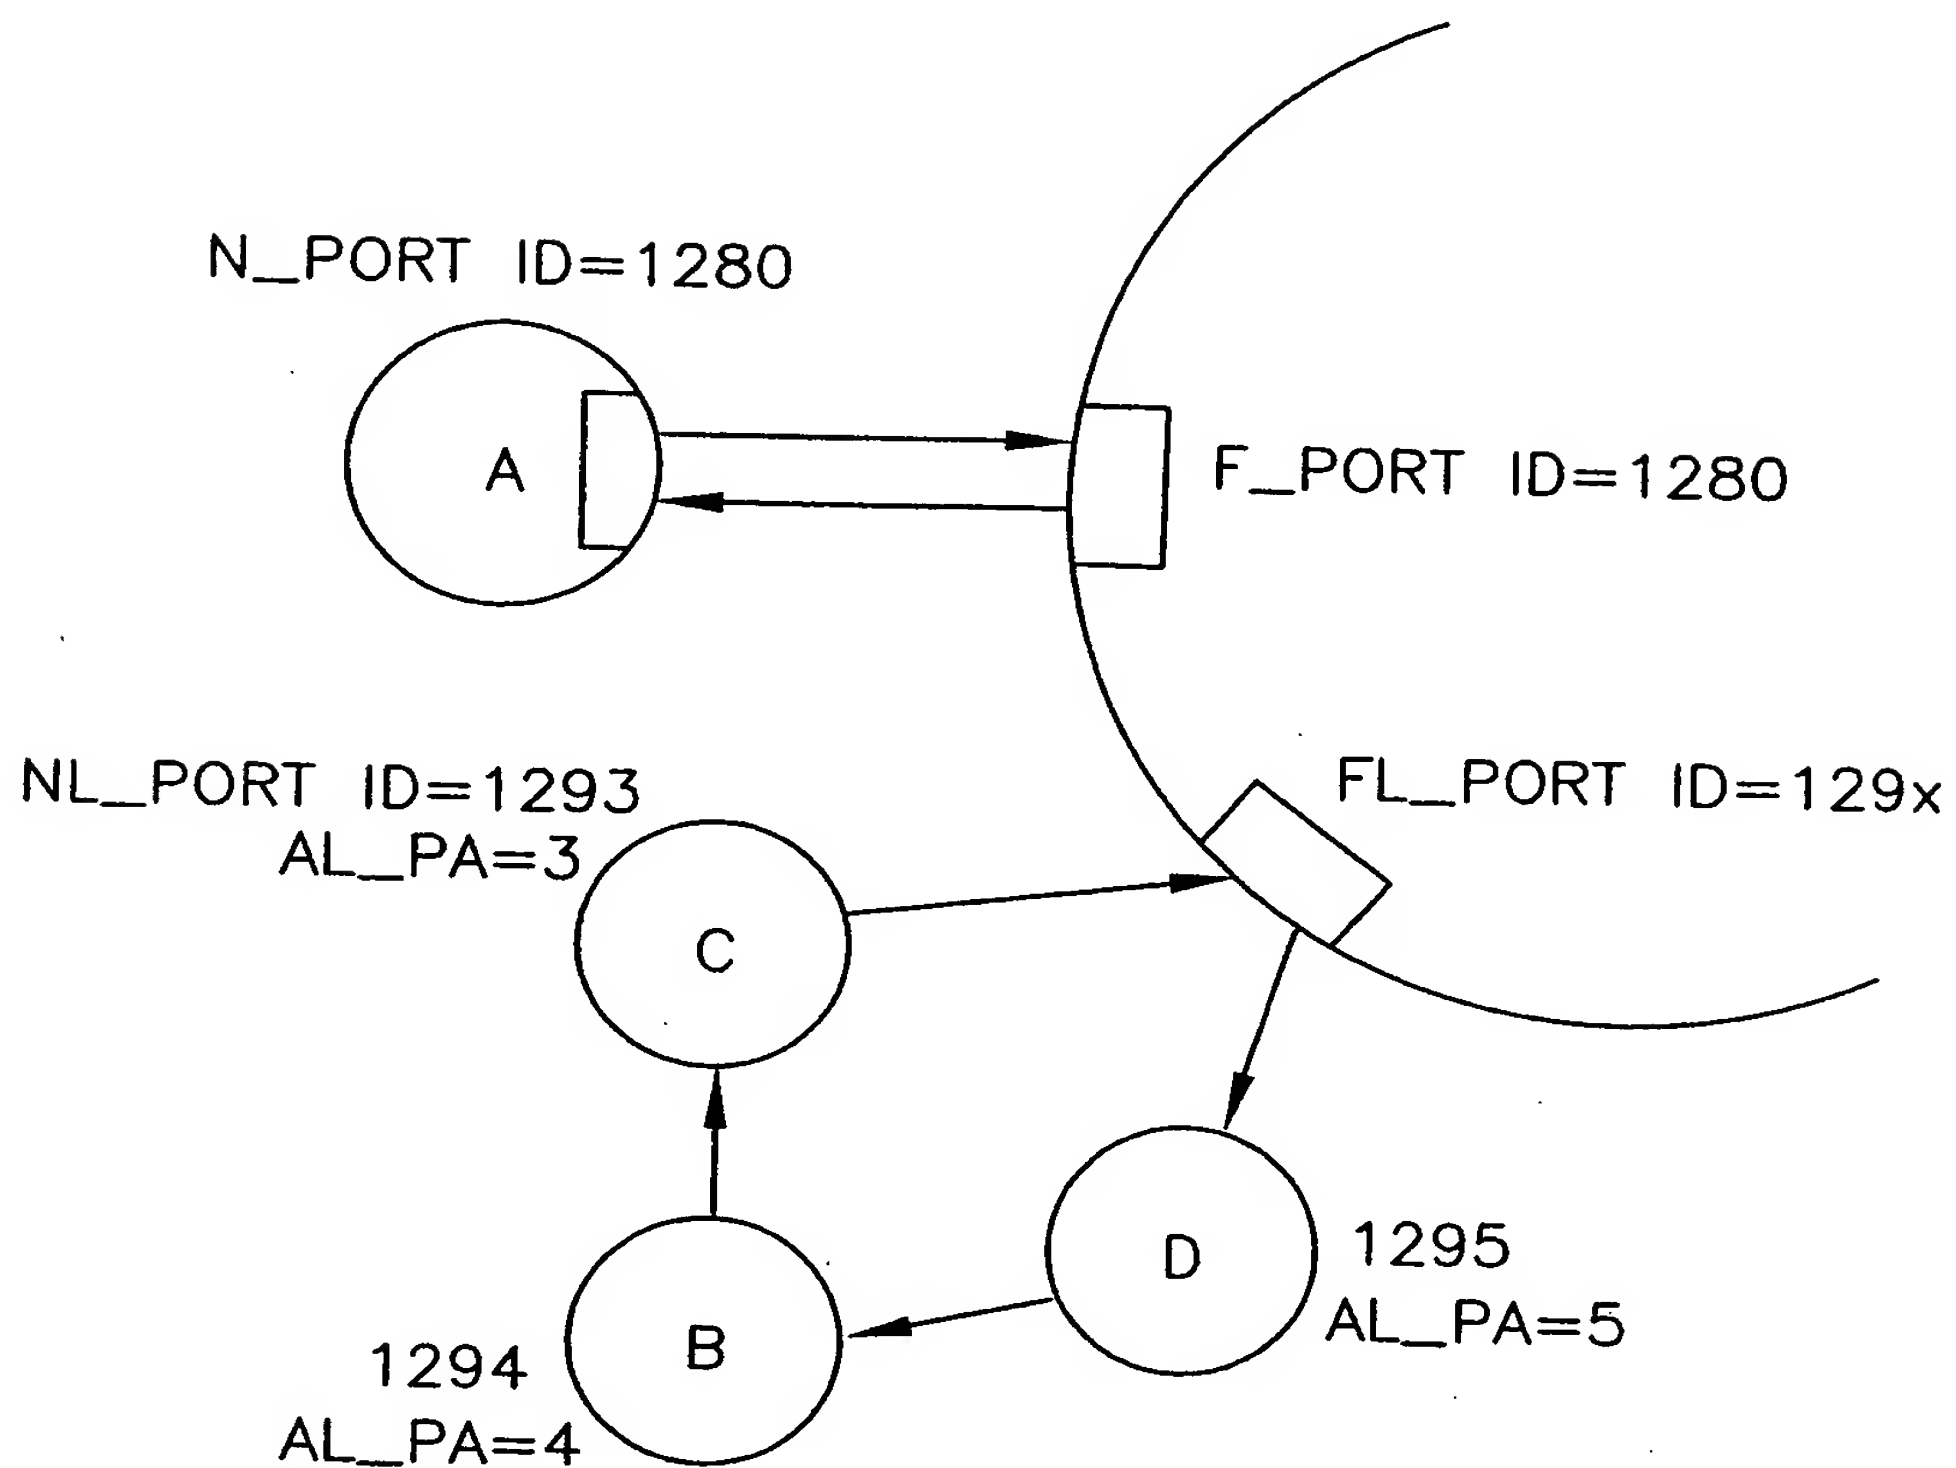 N_PORT ID=1280
A
F_PORT ID=1280
NL_PORT ID=1293
AL_PA=3
FL_PORT ID=129x
C
D
1295
AL_PA=5
B
1294
AL_PA=4